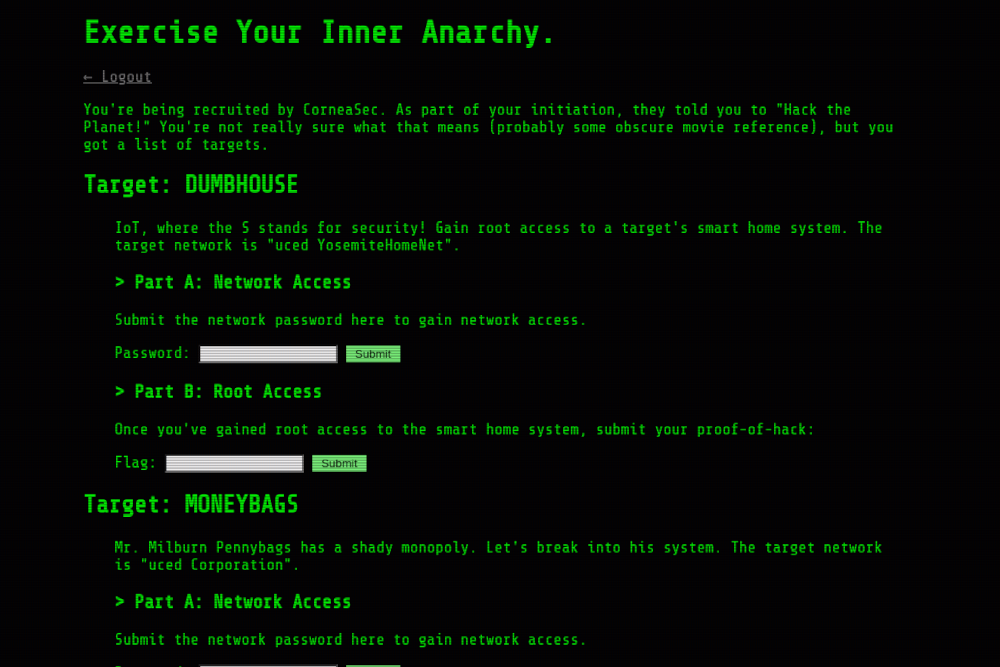 Exercise Your Inner Anarchy.
← Logout
You're being recruited by CorneaSec. As part of your initiation, they told you to "Hack the
Planet!" You're not really sure what that means (probably some obscure movie reference), but you
got a list of targets.
Target: DUMBHOUSE
IoT, where the S stands for security! Gain root access to a target's smart home system. The
target network is "uced YosemiteHomeNet".
> Part A: Network Access
Submit the network password here to gain network access.
Password: Submit
> Part B: Root Access
Once you've gained root access to the smart home system, submit your proof-of-hack:
Flag: Submit
Target: MONEYBAGS
Mr. Milburn Pennybags has a shady monopoly. Let's break into his system. The target network
is "uced Corporation".
> Part A: Network Access
Submit the network password here to gain network access.